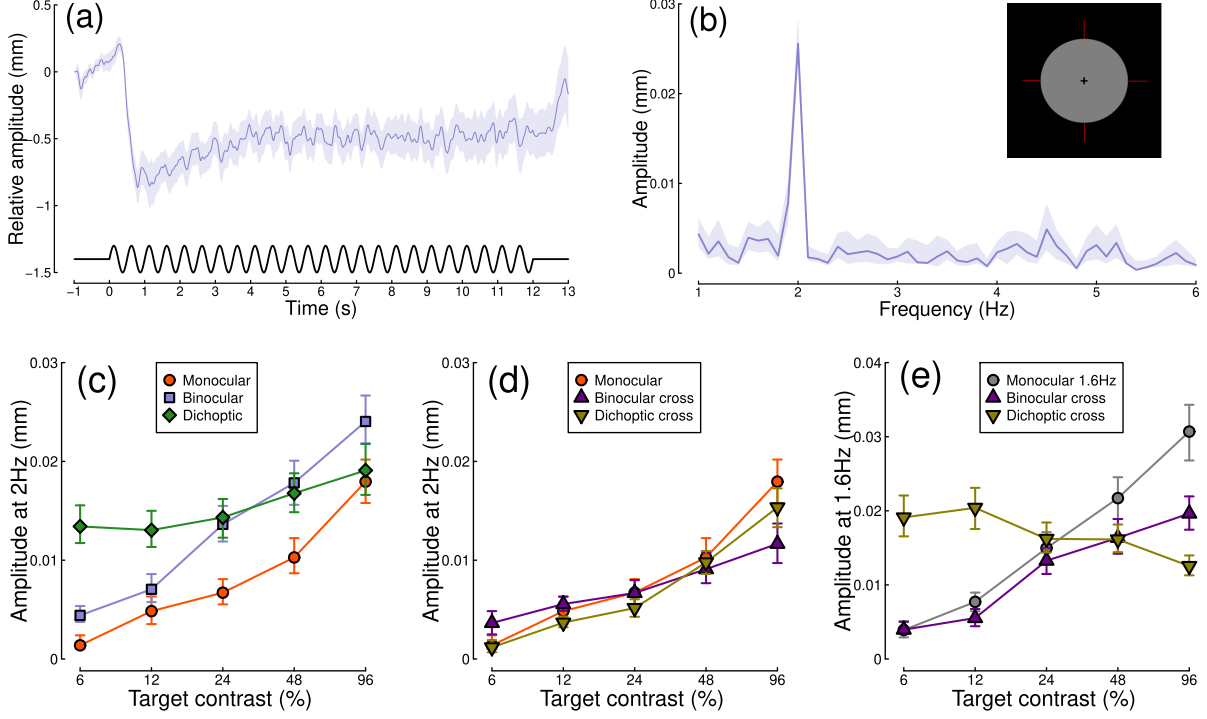 (a)
Relative amplitude (mm)
0.5
0
−0.5
−1
−1.5
−1 0 1 2 3 4 5 6 7 8 9 10 11 12 13
Time (s)
(b)
Amplitude (mm)
0.03
0.02
0.01
0
1 2 3 4 5 6
Frequency (Hz)
(c)
Monocular
Binocular
Dichoptic
Amplitude at 2Hz (mm)
0.03
0.02
0.01
0
6 12 24 48 96
Target contrast (%)
(d)
Monocular
Binocular cross
Dichoptic cross
Amplitude at 2Hz (mm)
0.03
0.02
0.01
0
6 12 24 48 96
Target contrast (%)
(e)
Monocular 1.6Hz
Binocular cross
Dichoptic cross
Amplitude at 1.6Hz (mm)
0.04
0.03
0.02
0.01
0
6 12 24 48 96
Target contrast (%)